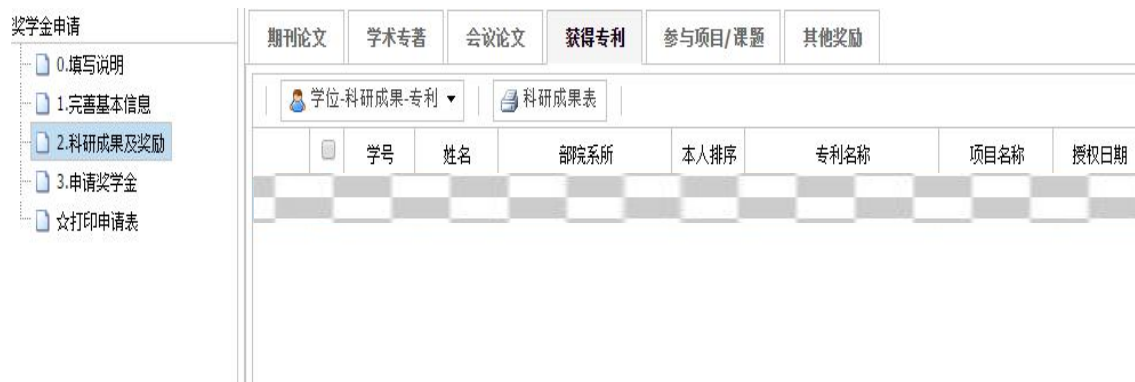 奖学金申请
0.填写说明
1.完善基本信息
2.科研成果及奖励
3.申请奖学金
☆打印申请表
期刊论文 学术专著 会议论文 获得专利 参与项目/课题 其他奖励
学位-科研成果-专利 ▼ 科研成果表
学号 姓名 部院系所 本人排序 专利名称 项目名称 授权日期